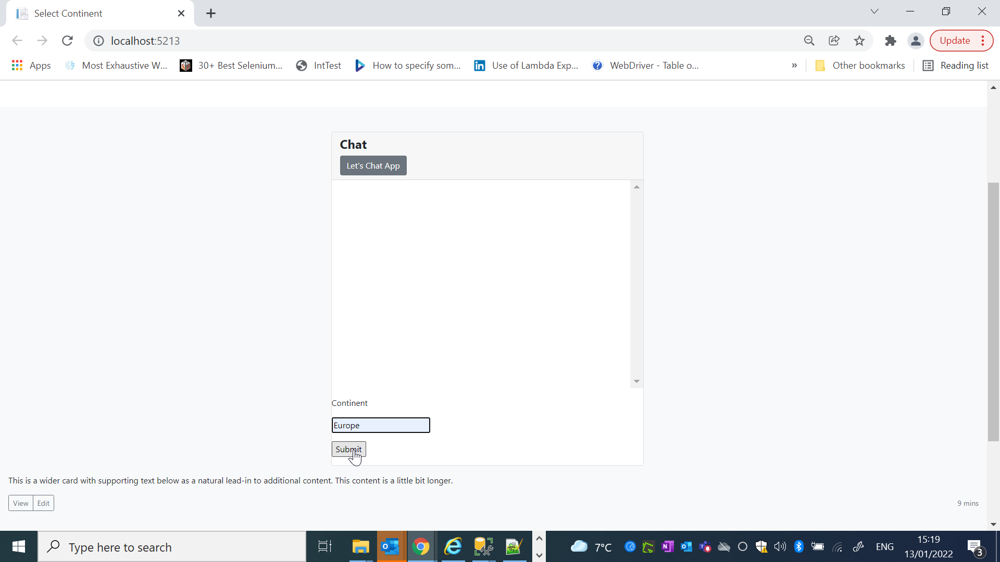 Select Continent
localhost:5213
Update
Apps
Most Exhaustive W...
30+ Best Selenium...
IntTest
How to specify som...
Use of Lambda Exp...
WebDriver - Table o...
»
Other bookmarks
Reading list
Chat
Let's Chat App
Continent
Europe
Submit
This is a wider card with supporting text below as a natural lead-in to additional content. This content is a little bit longer.
View
Edit
9 mins
Type here to search
7°C
ENG
15:19
13/01/2022
3